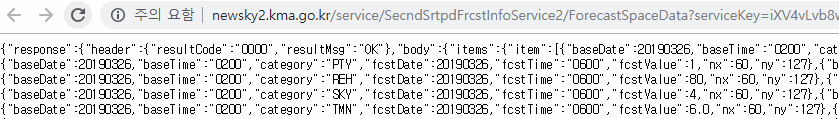 주의 요함 | newsky2.kma.go.kr/service/SecndSrtpdFrcstInfoService2/ForecastSpaceData?serviceKey=iXV4vLvb8
{"response":{"header":{"resultCode":"0000","resultMsg":"OK"},"body":{"items":{"item":[{"baseDate":20190326,"baseTime":"0200","cat
{"baseDate":20190326,"baseTime":"0200","category":"PTY","fcstDate":20190326,"fcstTime":"0600","fcstValue":1,"nx":60,"ny":127},{"b
{"baseDate":20190326,"baseTime":"0200","category":"REH","fcstDate":20190326,"fcstTime":"0600","fcstValue":80,"nx":60,"ny":127},{"
{"baseDate":20190326,"baseTime":"0200","category":"SKY","fcstDate":20190326,"fcstTime":"0600","fcstValue":4,"nx":60,"ny":127},{"b
{"baseDate":20190326,"baseTime":"0200","category":"TMN","fcstDate":20190326,"fcstTime":"0600","fcstValue":6.0,"nx":60,"ny":127},{